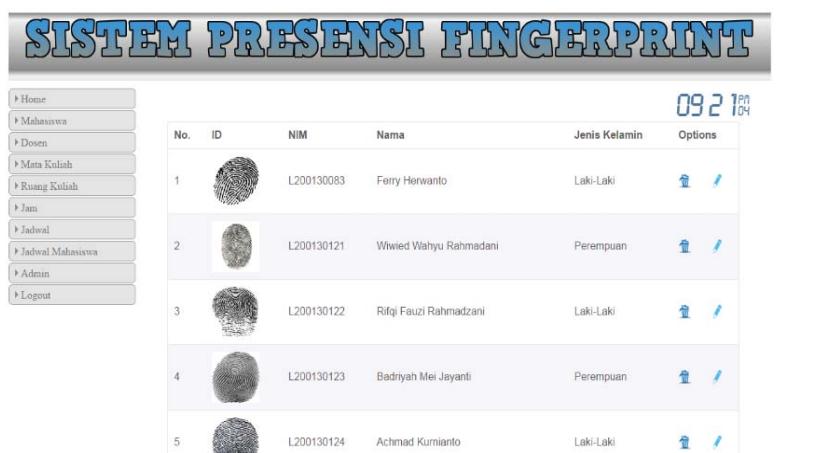 SISTEM PRESENSI FINGERPRINT
09 21 PM 04
Home
Mahasiswa
Dosen
Mata Kuliah
Ruang Kuliah
Jam
Jadwal
Jadwal Mahasiswa
Admin
Logout
No. ID NIM Nama Jenis Kelamin Options
1 L200130083 Ferry Herwanto Laki-Laki
2 L200130121 Wiwied Wahyu Rahmadani Perempuan
3 L200130122 Rifqi Fauzi Rahmadzani Laki-Laki
4 L200130123 Badriyah Mei Jayanti Perempuan
5 L200130124 Achmad Kurnianto Laki-Laki